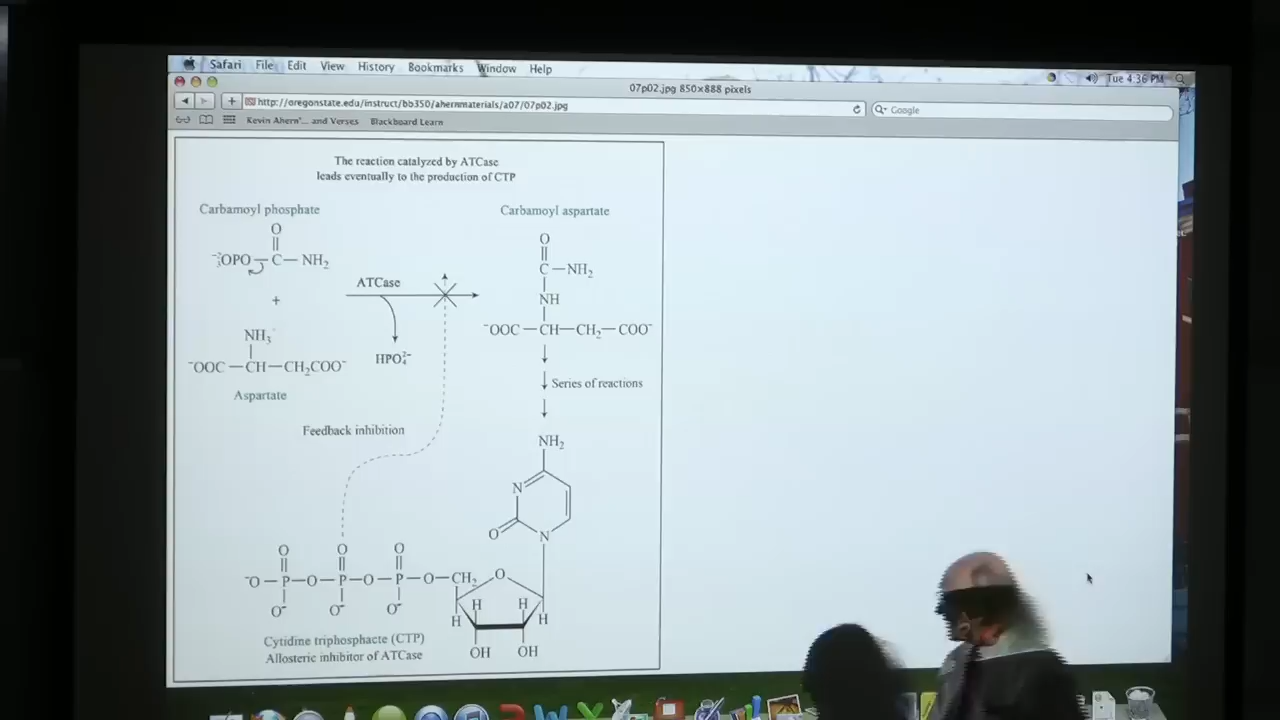 Safari File Edit View History Bookmarks Window Help
Tue 4:36 PM
07p02.jpg 850×888 pixels
http://oregonstate.edu/instruct/bb350/ahernmaterials/a07/07p02.jpg
Google
Kevin Ahern'... and Verses Blackboard Learn
The reaction catalyzed by ATCase
leads eventually to the production of CTP
Carbamoyl phosphate
Carbamoyl aspartate
O
O
⁻²₃OPO—C—NH₂
C—NH₂
ATCase
+
NH
NH₃
⁻OOC—CH—CH₂—COO⁻
HPO₄²⁻
⁻OOC—CH—CH₂COO⁻
Series of reactions
Aspartate
Feedback inhibition
NH₂
N
O
N
O O O
⁻O—P—O—P—O—P—O—CH₂ O
O⁻ O⁻ O⁻
H H H H
OH OH
Cytidine triphosphacte (CTP)
Allosteric inhibitor of ATCase